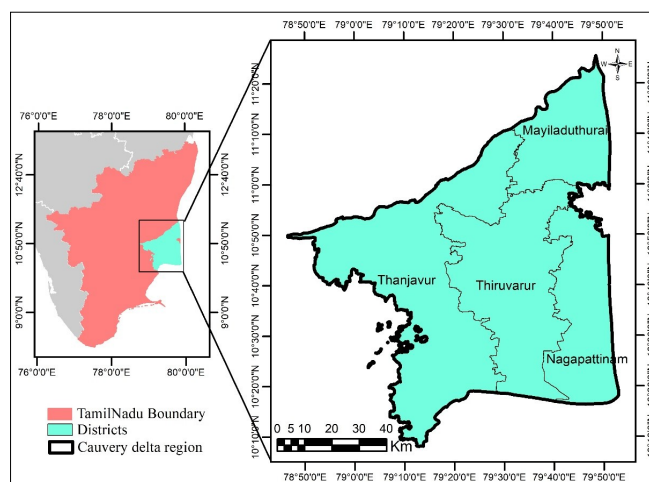 78°50'0"E 79°0'0"E 79°10'0"E 79°20'0"E 79°30'0"E 79°40'0"E 79°50'0"E
N
W E
S
11°20'0"N
Mayiladuthurai
11°10'0"N
76°0'0"E 78°0'0"E 80°0'0"E
12°40'0"N 12°40'0"N
11°0'0"N
10°50'0"N 10°50'0"N
10°50'0"N
9°0'0"N 9°0'0"N
Thanjavur Thiruvarur
10°40'0"N
10°30'0"N
Nagapattinam
10°20'0"N
76°0'0"E 78°0'0"E 80°0'0"E
TamilNadu Boundary
Districts
Cauvery delta region
10°10'0"N
0 5 10 20 30 40
Km
78°50'0"E 79°0'0"E 79°10'0"E 79°20'0"E 79°30'0"E 79°40'0"E 79°50'0"E